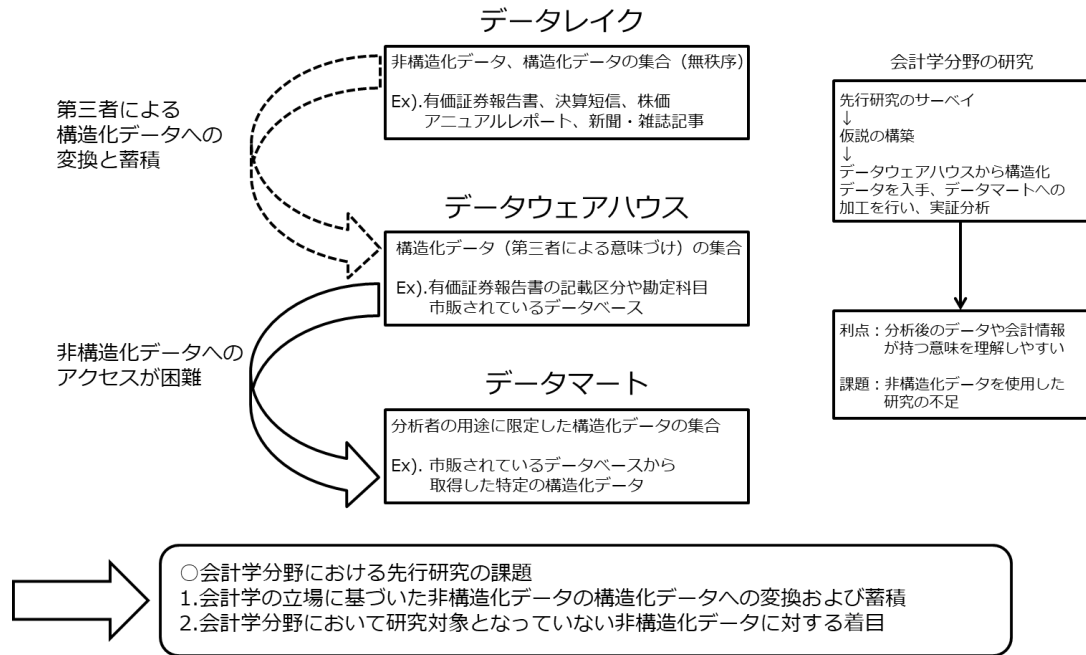 データレイク
非構造化データ、構造化データの集合（無秩序）
Ex).有価証券報告書、決算短信、株価
アニュアルレポート、新聞・雑誌記事
第三者による
構造化データへの
変換と蓄積
データウェアハウス
構造化データ（第三者による意味づけ）の集合
Ex).有価証券報告書の記載区分や勘定科目
市販されているデータベース
非構造化データへの
アクセスが困難
データマート
分析者の用途に限定した構造化データの集合
Ex). 市販されているデータベースから
取得した特定の構造化データ
会計学分野の研究
先行研究のサーベイ
↓
仮説の構築
↓
データウェアハウスから構造化
データを入手、データマートへの
加工を行い、実証分析
利点：分析後のデータや会計情報
が持つ意味を理解しやすい
課題：非構造化データを使用した
研究の不足
○会計学分野における先行研究の課題
1.会計学の立場に基づいた非構造化データの構造化データへの変換および蓄積
2.会計学分野において研究対象となっていない非構造化データに対する着目